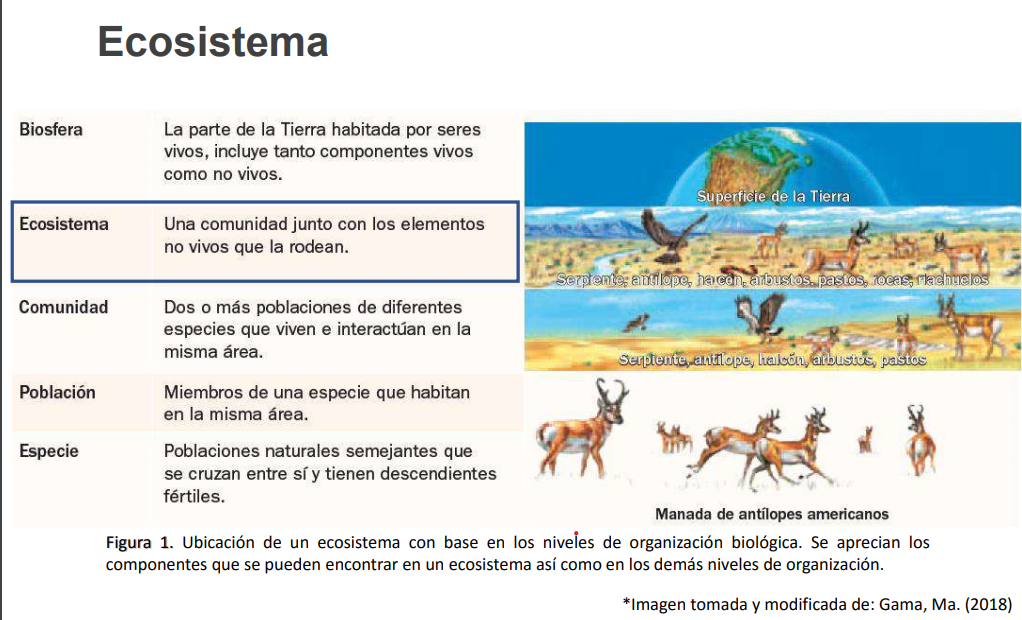 Ecosistema
Biosfera
La parte de la Tierra habitada por seres
vivos, incluye tanto componentes vivos
como no vivos.
Superficie de la Tierra
Ecosistema
Una comunidad junto con los elementos
no vivos que la rodean.
Serpiente, antílope, halcón, arbustos, pastos, rocas, riachuelos
Comunidad
Dos o más poblaciones de diferentes
especies que viven e interactúan en la
misma área.
Serpiente, antílope, halcón, arbustos, pastos
Población
Miembros de una especie que habitan
en la misma área.
Especie
Poblaciones naturales semejantes que
se cruzan entre sí y tienen descendientes
fértiles.
Manada de antílopes americanos
Figura 1. Ubicación de un ecosistema con base en los niveles de organización biológica. Se aprecian los
componentes que se pueden encontrar en un ecosistema así como en los demás niveles de organización.
*Imagen tomada y modificada de: Gama, Ma. (2018)